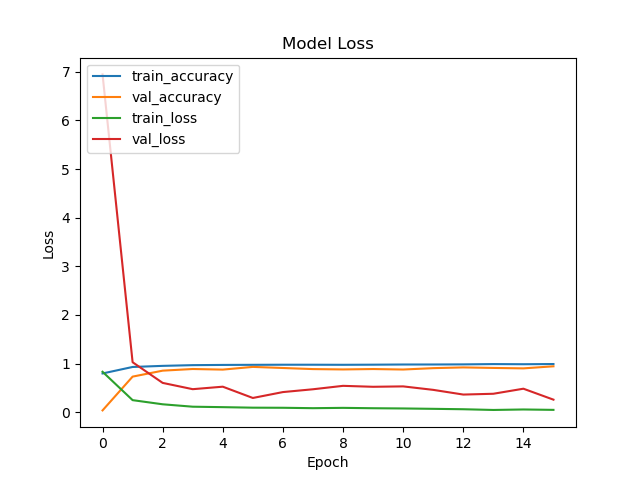 Model Loss
train_accuracy
val_accuracy
train_loss
val_loss
7
6
5
4
3
2
1
0
Loss
0 2 4 6 8 10 12 14
Epoch